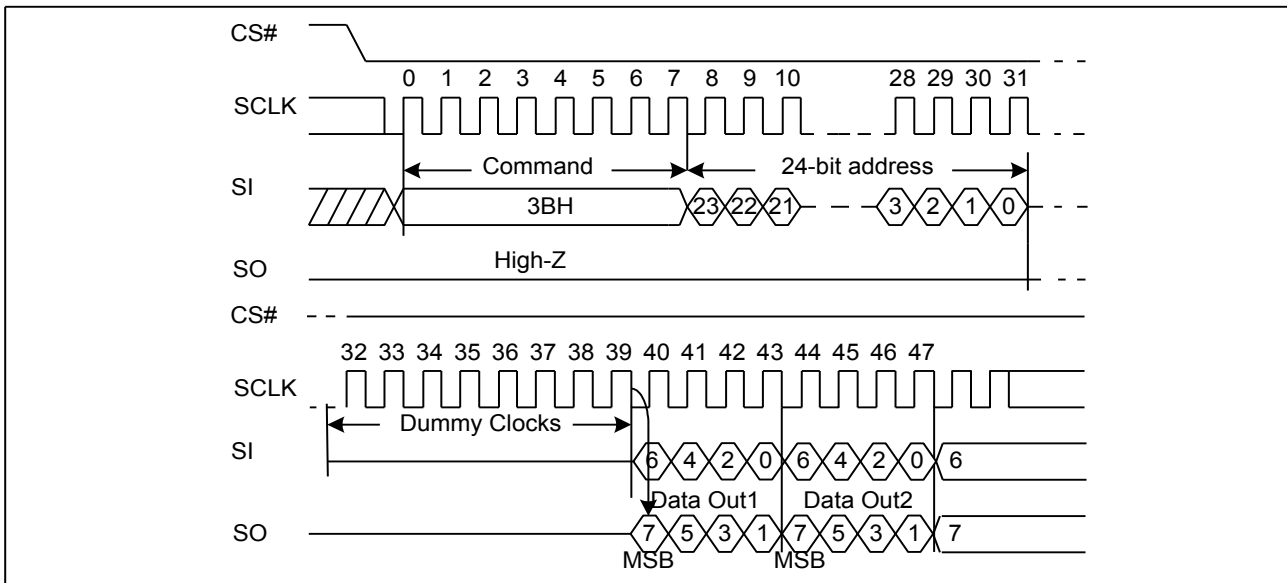 CS#
0 1 2 3 4 5 6 7 8 9 10 28 29 30 31
SCLK
Command 24-bit address
SI
3BH 23 22 21 3 2 1 0
High-Z
SO
CS#
32 33 34 35 36 37 38 39 40 41 42 43 44 45 46 47
SCLK
Dummy Clocks
SI
6 4 2 0 6 4 2 0 6
Data Out1 Data Out2
SO 7 5 3 1 7 5 3 1 7
MSB MSB